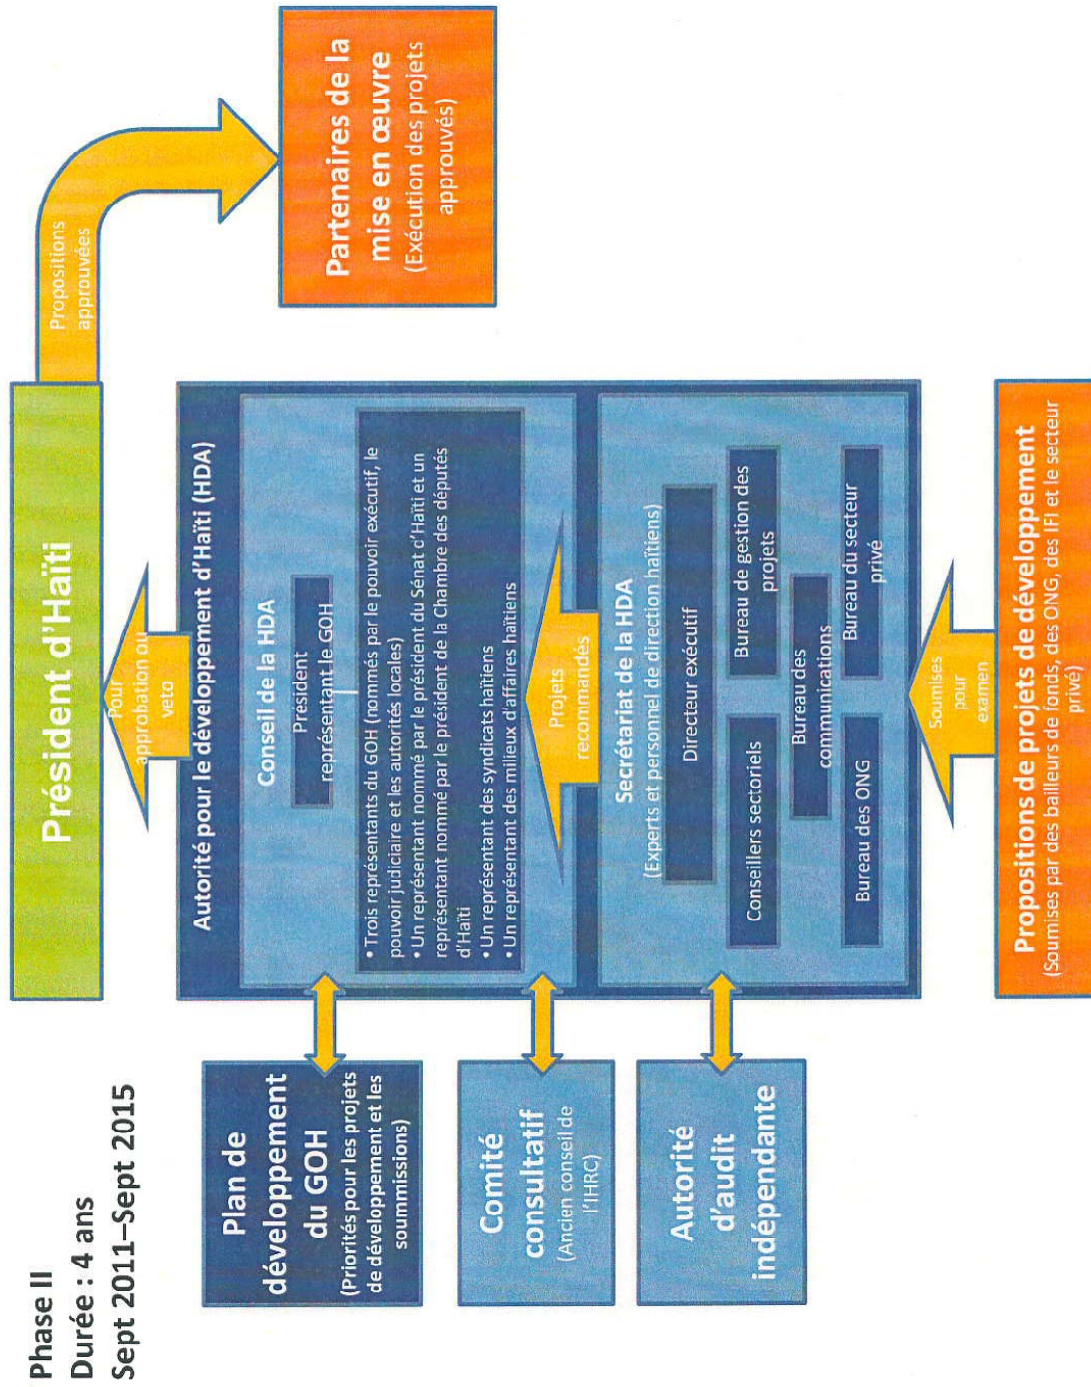 Phase II
Durée : 4 ans
Sept 2011–Sept 2015
Président d'Haïti
Pour
approbation ou
veto
Propositions
approuvées
Partenaires de la
mise en œuvre
(Exécution des projets
approuvés)
Plan de
développement
du GOH
(Priorités pour les projets
de développement et les
soumissions)
Comité
consultatif
(Ancien conseil de
l'IHRC)
Autorité
d'audit
indépendante
Autorité pour le développement d'Haïti (HDA)
Conseil de la HDA
Président
représentant le GOH
• Trois représentants du GOH (nommés par le pouvoir exécutif, le
pouvoir judiciaire et les autorités locales)
• Un représentant nommé par le président du Sénat c'Haïti et un
représentant nommé par le président de la Chambre des députés
d'Haïti
• Un représentant des syndicats haïtiens
• Un représentant des milieux d'affaires haïtiens
Projets
recommandés
Secrétariat de la HDA
(Experts et personnel de direction haïtiens)
Directeur exécutif
Conseillers sectoriels
Bureau de gestion des
projets
Bureau des
communications
Bureau des ONG
Bureau du secteur
privé
Soumises
pour
examen
Propositions de projets de développement
(Soumises par des bailleurs de fonds, des ONG, des IFI et le secteur
privé)